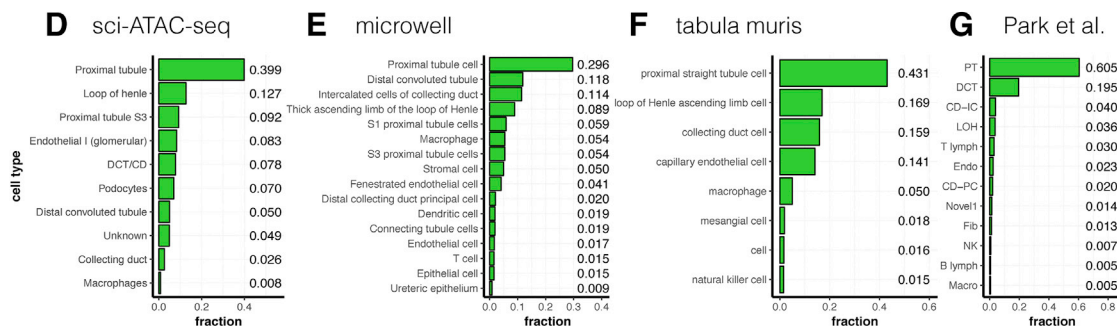 D sci-ATAC-seq
cell type
Proximal tubule 0.399
Loop of henle 0.127
Proximal tubule S3 0.092
Endothelial I (glomerular) 0.083
DCT/CD 0.078
Podocytes 0.070
Distal convoluted tubule 0.050
Unknown 0.049
Collecting duct 0.026
Macrophages 0.008
0.0 0.2 0.4
fraction
E microwell
Proximal tubule cell 0.296
Distal convoluted tubule 0.118
Intercalated cells of collecting duct 0.114
Thick ascending limb of the loop of Henle 0.089
S1 proximal tubule cells 0.059
Macrophage 0.054
S3 proximal tubule cells 0.054
Stromal cell 0.050
Fenestrated endothelial cell 0.041
Distal collecting duct principal cell 0.020
Dendritic cell 0.019
Connecting tubule cells 0.019
Endothelial cell 0.017
T cell 0.015
Epithelial cell 0.015
Ureteric epithelium 0.009
0.0 0.1 0.2 0.3 0.4
fraction
F tabula muris
proximal straight tubule cell 0.431
loop of Henle ascending limb cell 0.169
collecting duct cell 0.159
capillary endothelial cell 0.141
macrophage 0.050
mesangial cell 0.018
cell 0.016
natural killer cell 0.015
0.0 0.2 0.4 0.6
fraction
G Park et al.
PT 0.605
DCT 0.195
CD-IC 0.040
LOH 0.036
T lymph 0.030
Endo 0.023
CD-PC 0.020
Novel1 0.014
Fib 0.013
NK 0.007
B lymph 0.005
Macro 0.005
0.0 0.2 0.4 0.6 0.8
fraction